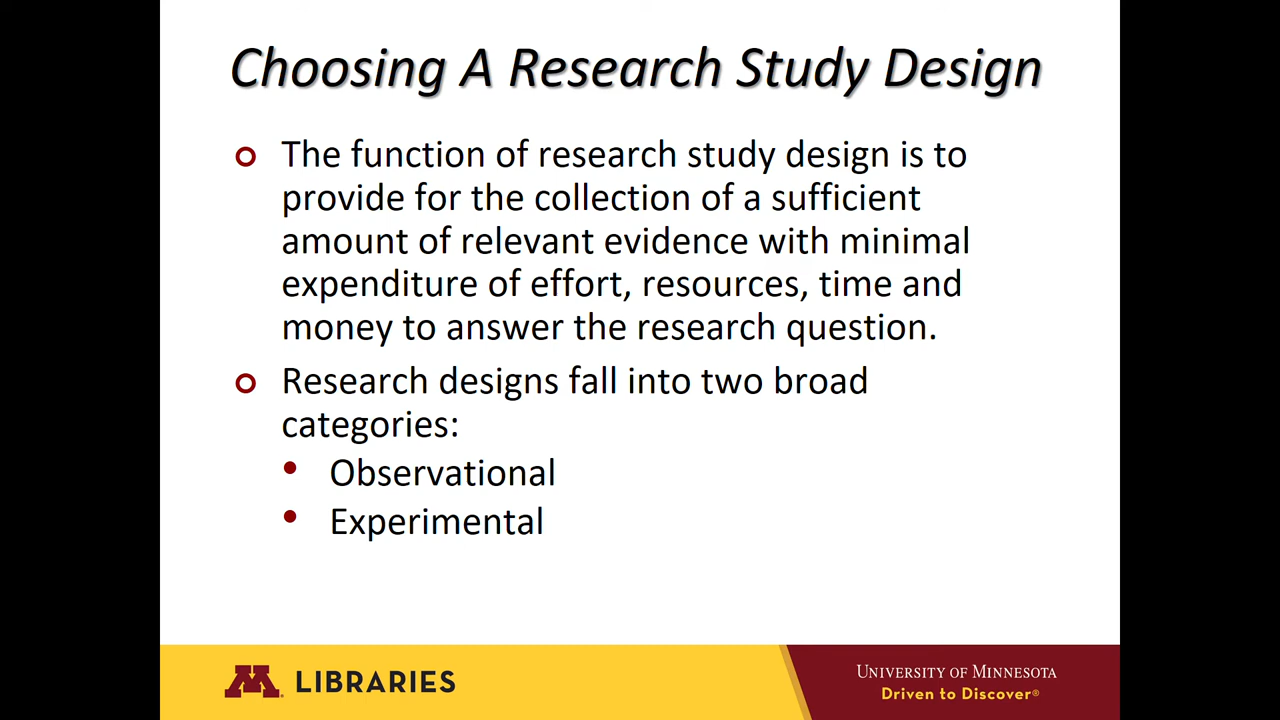 Choosing A Research Study Design
The function of research study design is to
provide for the collection of a sufficient
amount of relevant evidence with minimal
expenditure of effort, resources, time and
money to answer the research question.
Research designs fall into two broad
categories:
Observational
Experimental
M LIBRARIES
UNIVERSITY OF MINNESOTA
Driven to Discover®